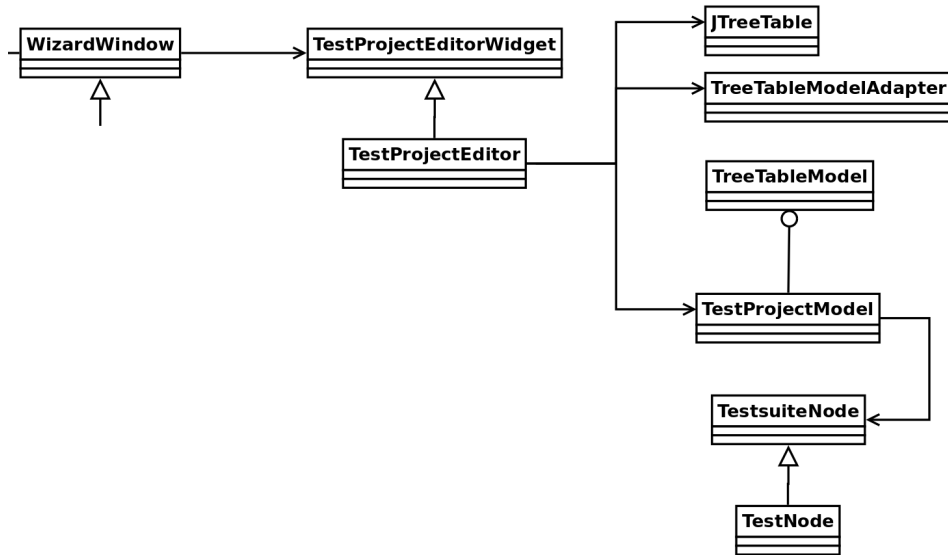 JTreeTable
WizardWindow
TestProjectEditorWidget
TreeTableModelAdapter
TestProjectEditor
TreeTableModel
TestProjectModel
TestsuiteNode
TestNode